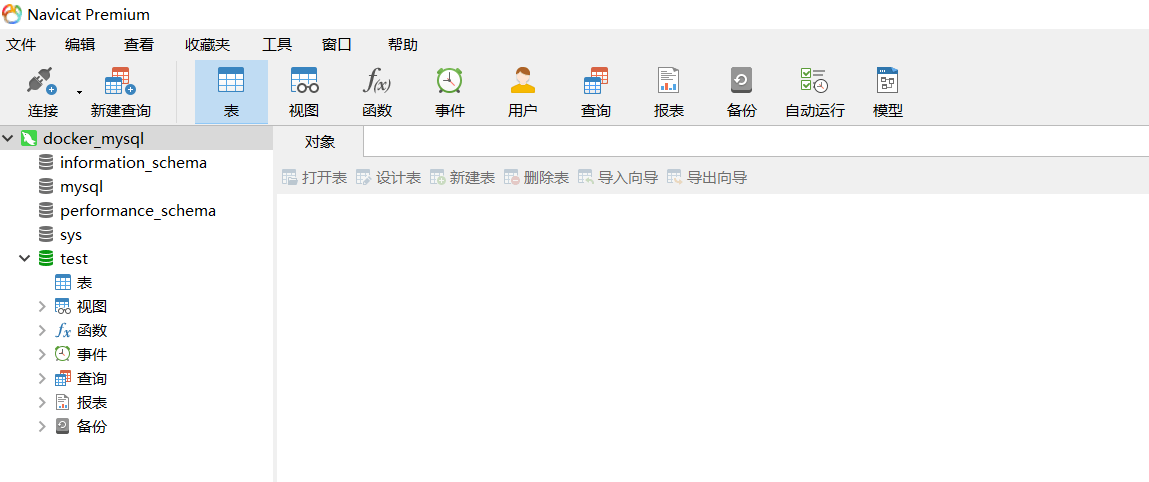 Navicat Premium
文件 编辑 查看 收藏夹 工具 窗口 帮助
连接 新建查询 表 视图 函数 事件 用户 查询 报表 备份 自动运行 模型
docker_mysql
information_schema
mysql
performance_schema
sys
test
表
视图
函数
事件
查询
报表
备份
对象
打开表 设计表 新建表 删除表 导入向导 导出向导